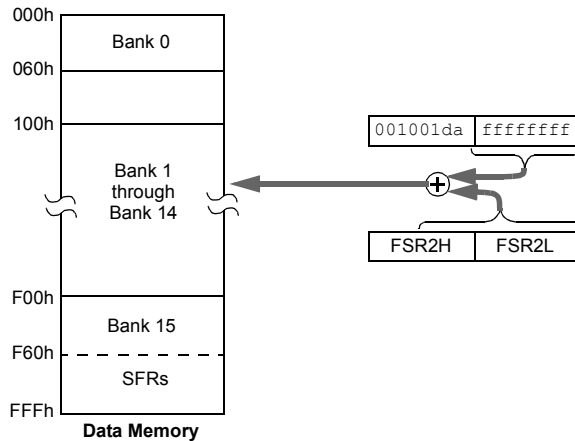 000h
Bank 0
060h
100h
001001da ffffffff
Bank 1
through
Bank 14
FSR2H FSR2L
F00h
Bank 15
F60h
SFRs
FFFh
Data Memory